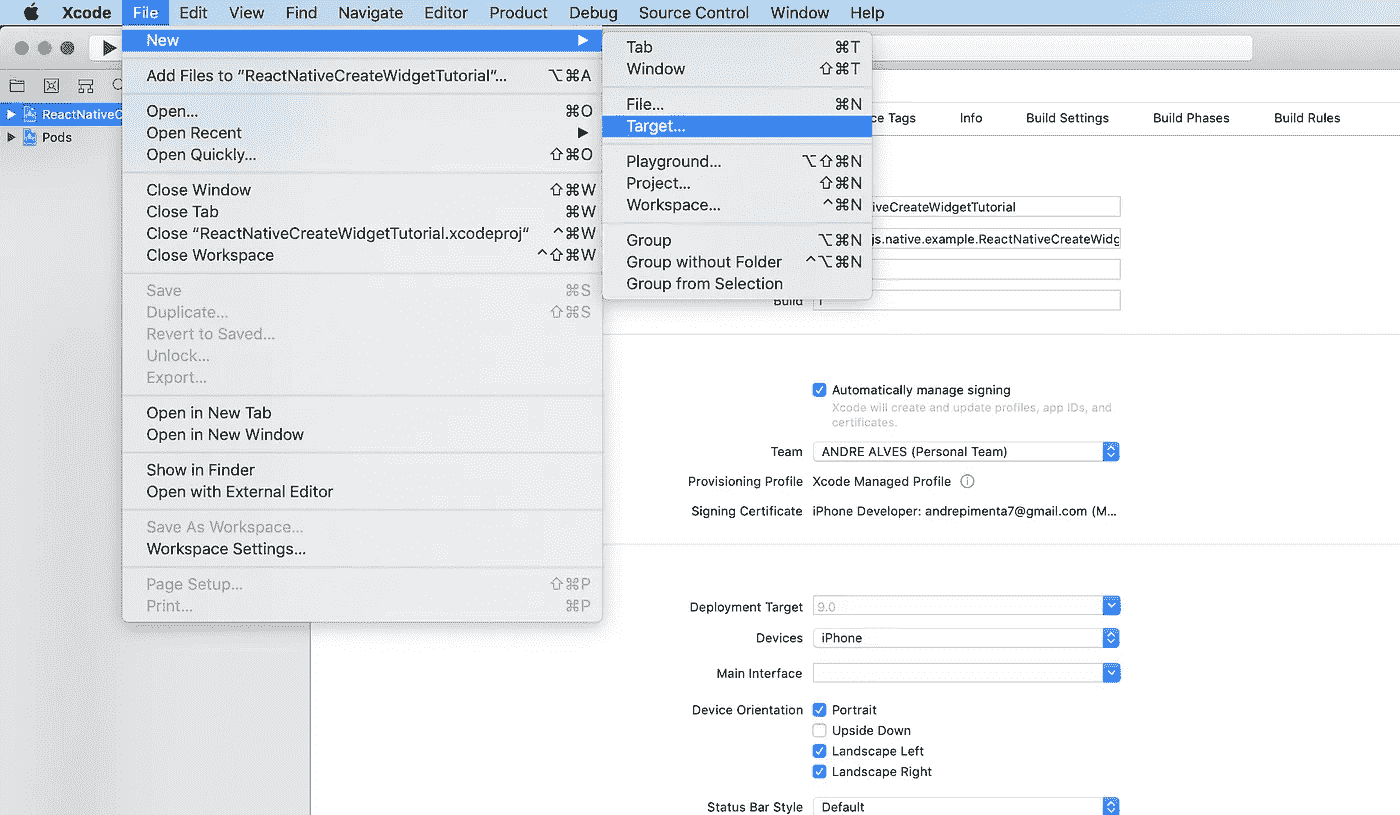 Xcode File Edit View Find Navigate Editor Product Debug Source Control Window Help
New
Add Files to “ReactNativeCreateWidgetTutorial”... ⌥⌘A
Open... ⌘O
Open Recent
Open Quickly... ⇧⌘O
Close Window ⇧⌘W
Close Tab ⌘W
Close “ReactNativeCreateWidgetTutorial.xcodeproj” ^⌘W
Close Workspace ^⇧⌘W
Save ⌘S
Duplicate... ⇧⌘S
Revert to Saved...
Unlock...
Export...
Open in New Tab
Open in New Window
Show in Finder
Open with External Editor
Save As Workspace...
Workspace Settings...
Page Setup... ⇧⌘P
Print... ⌘P
Tab ⌘T
Window ⇧⌘T
File... ⌘N
Target...
Playground... ⌥⇧⌘N
Project... ⇧⌘N
Workspace... ^⌘N
Group ⌥⌘N
Group without Folder ^⌥⌘N
Group from Selection
ReactNativeC
Pods
ce Tags Info Build Settings Build Phases Build Rules
iveCreateWidgetTutorial
js.native.example.ReactNativeCreateWidg
Build 1
Automatically manage signing
Xcode will create and update profiles, app IDs, and
certificates.
Team ANDRE ALVES (Personal Team)
Provisioning Profile Xcode Managed Profile
Signing Certificate iPhone Developer: andrepimenta7@gmail.com (M...
Deployment Target 9.0
Devices iPhone
Main Interface
Device Orientation Portrait
Upside Down
Landscape Left
Landscape Right
Status Bar Style Default